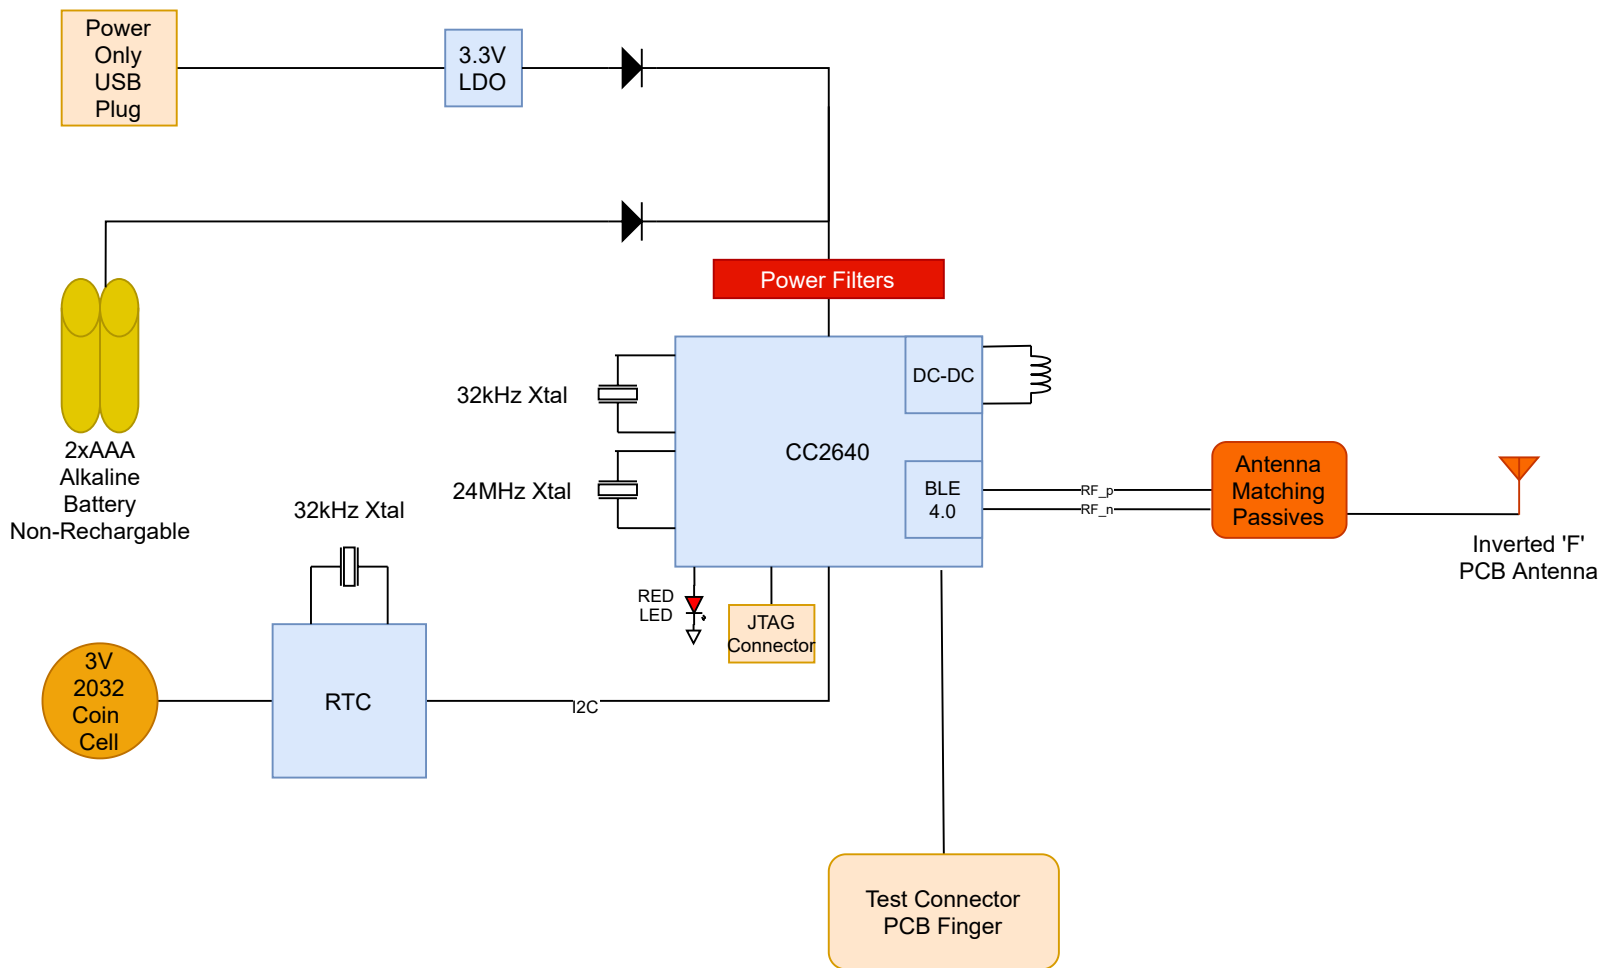 Power
Only
USB
Plug
3.3V
LDO
Power Filters
2xAAA
Alkaline
Battery
Non-Rechargable
32kHz Xtal
24MHz Xtal
CC2640
DC-DC
BLE
4.0
RF_p
RF_n
Antenna
Matching
Passives
Inverted 'F'
PCB Antenna
32kHz Xtal
RED
LED
JTAG
Connector
3V
2032
Coin
Cell
RTC
I2C
Test Connector
PCB Finger